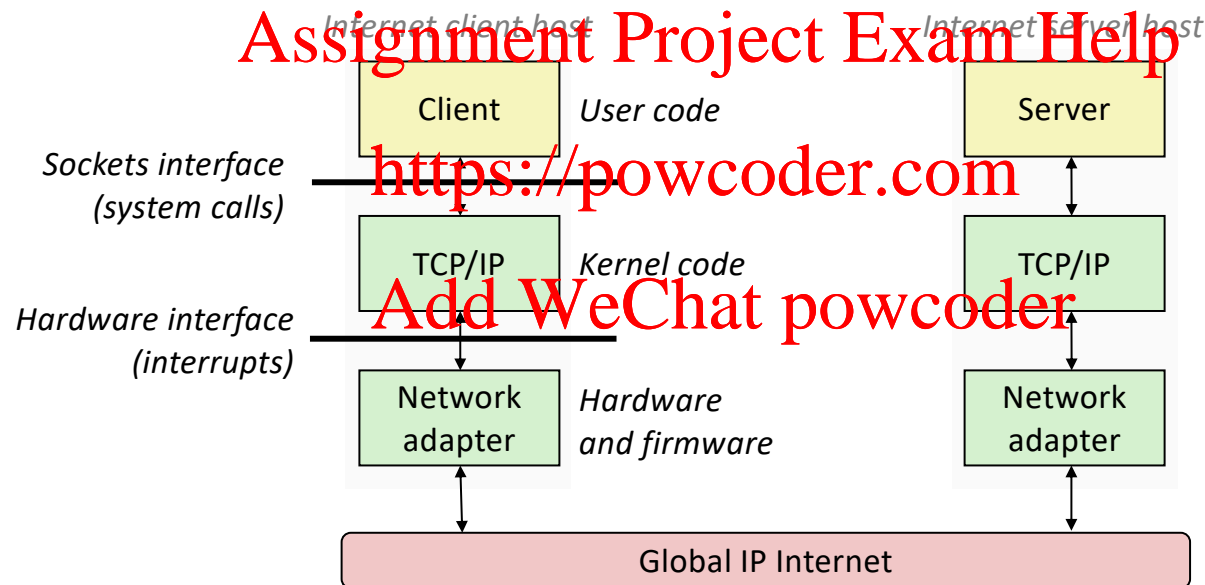 Internet client host
Internet server host
Assignment Project Exam Help
Client
User code
Server
Sockets interface
(system calls)
https://powcoder.com
TCP/IP
Kernel code
TCP/IP
Add WeChat powcoder
Hardware interface
(interrupts)
Network
adapter
Hardware
and firmware
Network
adapter
Global IP Internet